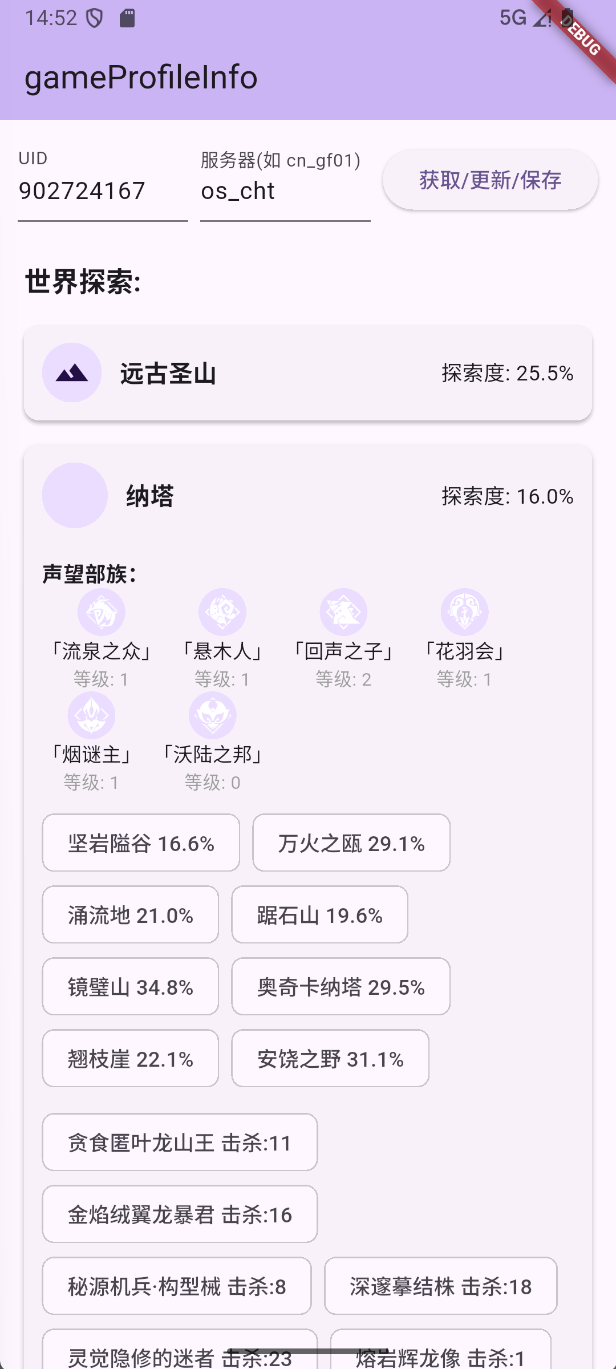 14:52
5G
DEBUG
gameProfileInfo
UID
服务器(如 cn_gf01)
902724167
os_cht
获取/更新/保存
世界探索:
远古圣山
探索度: 25.5%
纳塔
探索度: 16.0%
声望部族：
「流泉之众」 「悬木人」 「回声之子」 「花羽会」
等级: 1 等级: 1 等级: 2 等级: 1
「烟谜主」 「沃陆之邦」
等级: 1 等级: 0
坚岩隘谷 16.6% 万火之瓯 29.1%
涌流地 21.0% 踞石山 19.6%
镜璧山 34.8% 奥奇卡纳塔 29.5%
翘枝崖 22.1% 安饶之野 31.1%
贪食匿叶龙山王 击杀:11
金焰绒翼龙暴君 击杀:16
秘源机兵·构型械 击杀:8 深邃摹结株 击杀:18
灵觉隐修的迷者 击杀:23 熔岩辉龙像 击杀:1